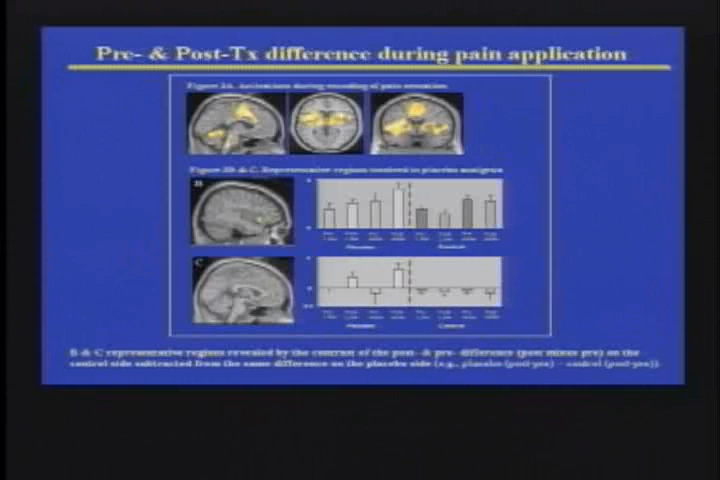 Pre- & Post-Tx difference during pain application
Figure 2A. Activations during encoding of pain sensation
Figure 2B & C. Representative regions involved in placebo analgesia
B
Placebo
Control
C
Placebo
Control
B & C representative regions revealed by the contrast of the post- & pre- difference (post minus pre) on the
control side subtracted from the same difference on the placebo side (e.g., placebo (post-pre) - control (post-pre)).